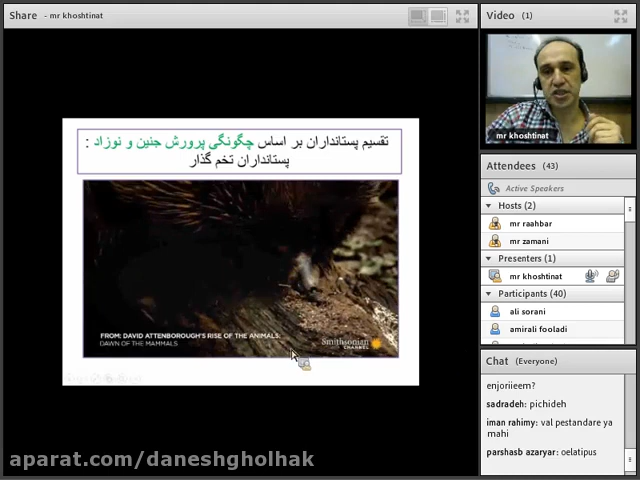 Share - mr khoshtinat
تقسیم پستانداران بر اساس چگونگی پرورش جنین و نوزاد :
پستانداران تخم گذار
FROM: DAVID ATTENBOROUGH'S RISE OF THE ANIMALS:
DAWN OF THE MAMMALS
Smithsonian
CHANNEL
Video (1)
mr khoshtinat
Attendees (43)
Active Speakers
Hosts (2)
mr raahbar
mr zamani
Presenters (1)
mr khoshtinat
Participants (40)
ali sorani
amirali fooladi
Chat (Everyone)
enjoriieem?
sadradeh: pichideh
iman rahimy: val pestandare ya
mahi
parshasb azaryar: oelatipus
aparat.com/daneshgholhak